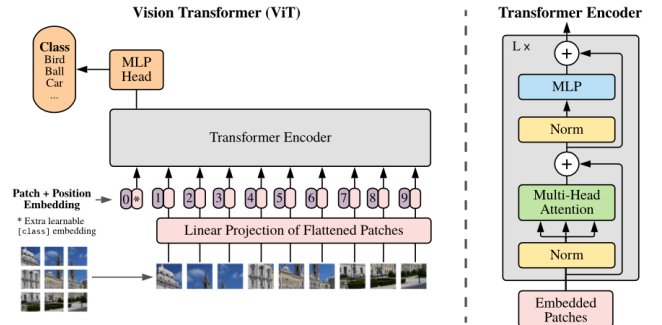 Vision Transformer (ViT)
Class
Bird
Ball
Car
...
MLP
Head
Transformer Encoder
Patch + Position
Embedding
* Extra learnable
[class] embedding
0 * 1 2 3 4 5 6 7 8 9
Linear Projection of Flattened Patches
Transformer Encoder
L x
+
MLP
Norm
+
Multi-Head
Attention
Norm
Embedded
Patches